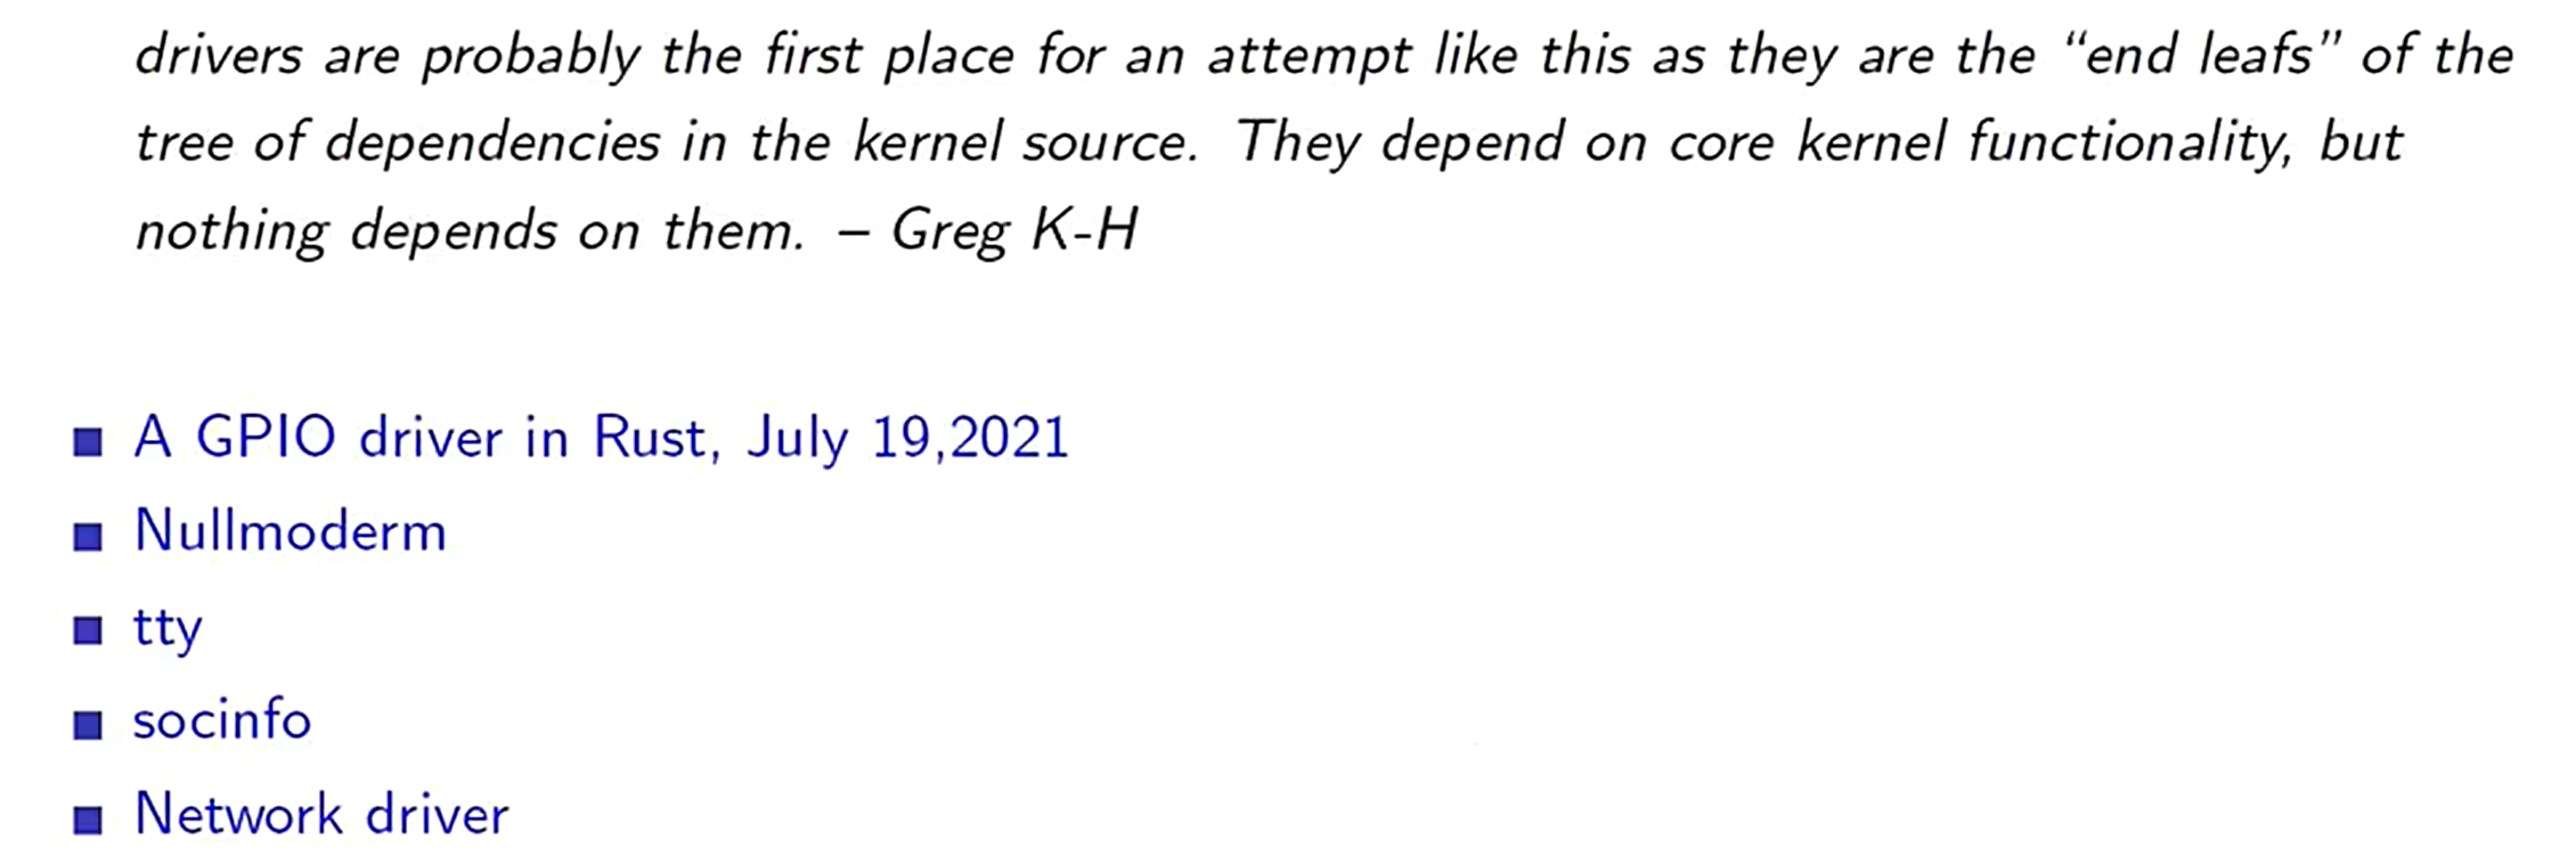 drivers are probably the first place for an attempt like this as they are the “end leafs” of the
tree of dependencies in the kernel source. They depend on core kernel functionality, but
nothing depends on them. – Greg K-H
A GPIO driver in Rust, July 19,2021
Nullmoderm
tty
socinfo
Network driver